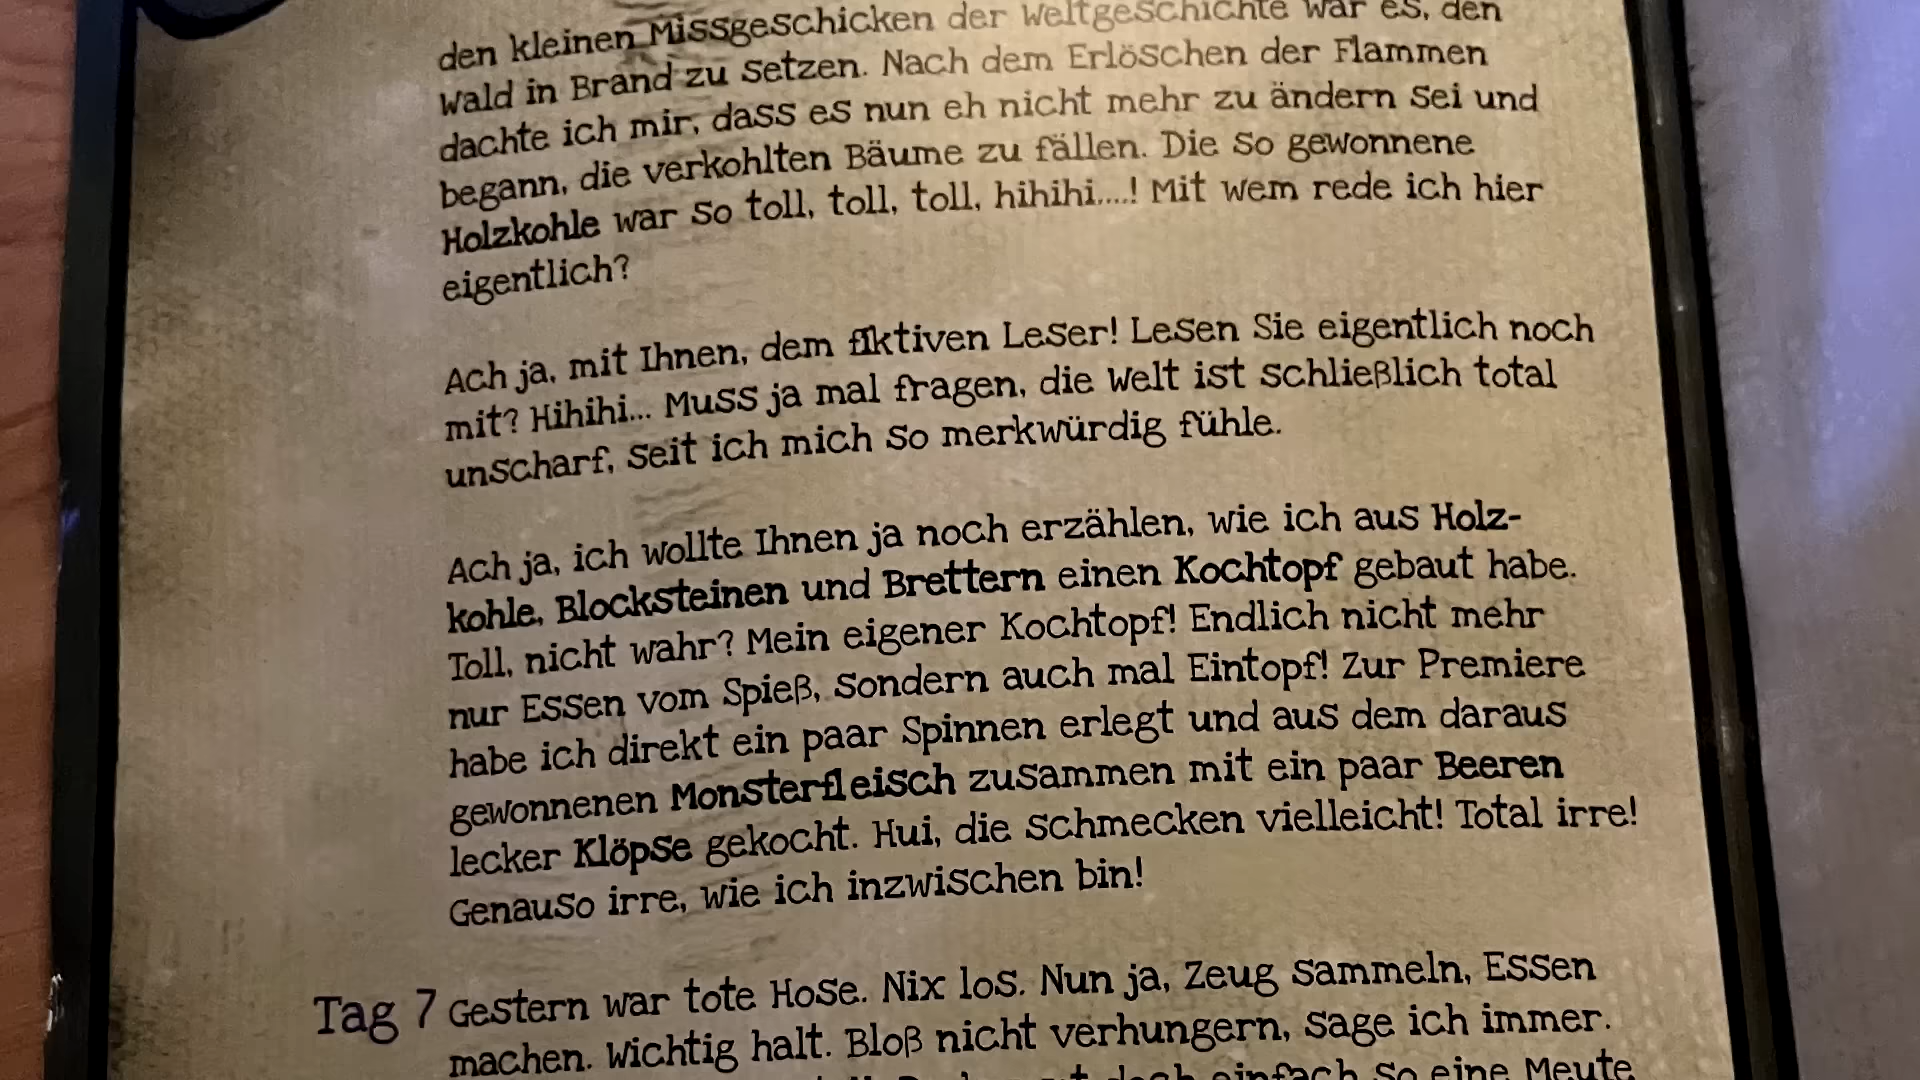 den kleinen Missgeschicken der Weltgeschichte war es, den
Wald in Brand zu setzen. Nach dem Erlöschen der Flammen
dachte ich mir, dass es nun eh nicht mehr zu ändern sei und
begann, die verkohlten Bäume zu fällen. Die so gewonnene
Holzkohle war so toll, toll, toll, hihihi....! Mit wem rede ich hier
eigentlich?
Ach ja, mit Ihnen, dem fiktiven Leser! Lesen Sie eigentlich noch
mit? Hihihi... Muss ja mal fragen, die Welt ist schließlich total
unscharf, seit ich mich so merkwürdig fühle.
Ach ja, ich wollte Ihnen ja noch erzählen, wie ich aus Holz-
kohle, Blocksteinen und Brettern einen Kochtopf gebaut habe.
Toll, nicht wahr? Mein eigener Kochtopf! Endlich nicht mehr
nur Essen vom Spieß, sondern auch mal Eintopf! Zur Premiere
habe ich direkt ein paar Spinnen erlegt und aus dem daraus
gewonnenen Monsterfleisch zusammen mit ein paar Beeren
lecker Klöpse gekocht. Hui, die schmecken vielleicht! Total irre!
Genauso irre, wie ich inzwischen bin!
Tag 7 Gestern war tote Hose. Nix los. Nun ja, Zeug sammeln, Essen
machen. Wichtig halt. Bloß nicht verhungern, sage ich immer.
doch einfach so eine Meute